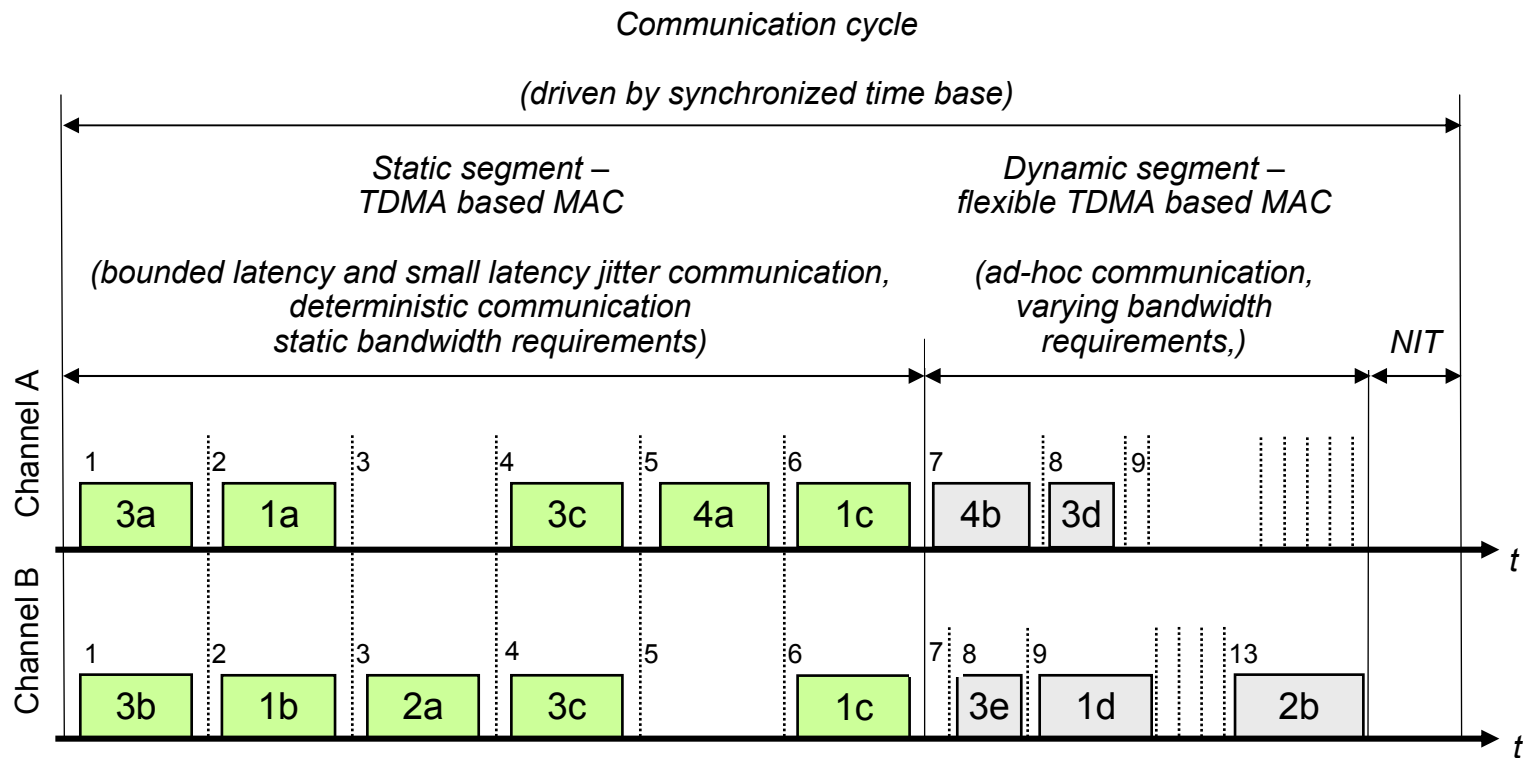 Communication cycle
(driven by synchronized time base)
Static segment –
TDMA based MAC
(bounded latency and small latency jitter communication,
deterministic communication
static bandwidth requirements)
Dynamic segment –
flexible TDMA based MAC
(ad-hoc communication,
varying bandwidth
requirements,)
NIT
Channel A
1 2 3 4 5 6 7 8 9
3a 1a 3c 4a 1c 4b 3d
t
Channel B
1 2 3 4 5 6 7 8 9 13
3b 1b 2a 3c 1c 3e 1d 2b
t